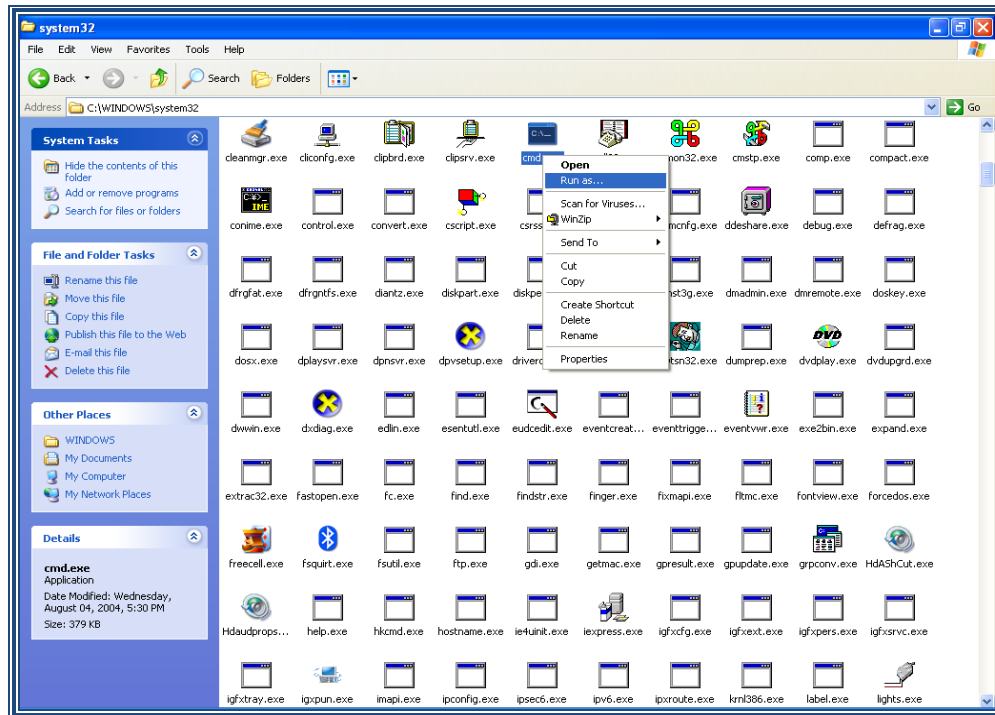 system32
File Edit View Favorites Tools Help
Back Search Folders
Address C:\WINDOWS\system32 Go
System Tasks
Hide the contents of this
folder
Add or remove programs
Search for files or folders
File and Folder Tasks
Rename this file
Move this file
Copy this file
Publish this file to the Web
E-mail this file
Delete this file
Other Places
WINDOWS
My Documents
My Computer
My Network Places
Details
cmd.exe
Application
Date Modified: Wednesday,
August 04, 2004, 5:30 PM
Size: 379 KB
cleanmgr.exe cliconfg.exe clipbrd.exe clipsrv.exe cmd mon32.exe cmstp.exe comp.exe compact.exe
conime.exe control.exe convert.exe cscript.exe csrss mcnfg.exe ddeshare.exe debug.exe defrag.exe
dfrgfat.exe dfrgntfs.exe diantz.exe diskpart.exe diskpe nst3g.exe dmadmin.exe dmremote.exe doskey.exe
dosx.exe dplaysvr.exe dpnsvr.exe dpvsetup.exe driverq tsn32.exe dumprep.exe dvdplay.exe dvdupgrd.exe
dwwin.exe dxdiag.exe edlin.exe esentutl.exe eudcedit.exe eventcreat... eventtrigge... eventvwr.exe exe2bin.exe expand.exe
extrac32.exe fastopen.exe fc.exe find.exe findstr.exe finger.exe fixmapi.exe fltmc.exe fontview.exe forcedos.exe
freecell.exe fsquirt.exe fsutil.exe ftp.exe gdi.exe getmac.exe gpresult.exe gpupdate.exe grpconv.exe HdAShCut.exe
Hdaudprops... help.exe hkcmd.exe hostname.exe ie4uinit.exe iexpress.exe igfxcfg.exe igfxext.exe igfxpers.exe igfxsrvc.exe
igfxtray.exe igxpun.exe imapi.exe ipconfig.exe ipsec6.exe ipv6.exe ipxroute.exe krnl386.exe label.exe lights.exe
Open
Run as...
Scan for Viruses...
WinZip
Send To
Cut
Copy
Create Shortcut
Delete
Rename
Properties
C:\_
IME
DVD